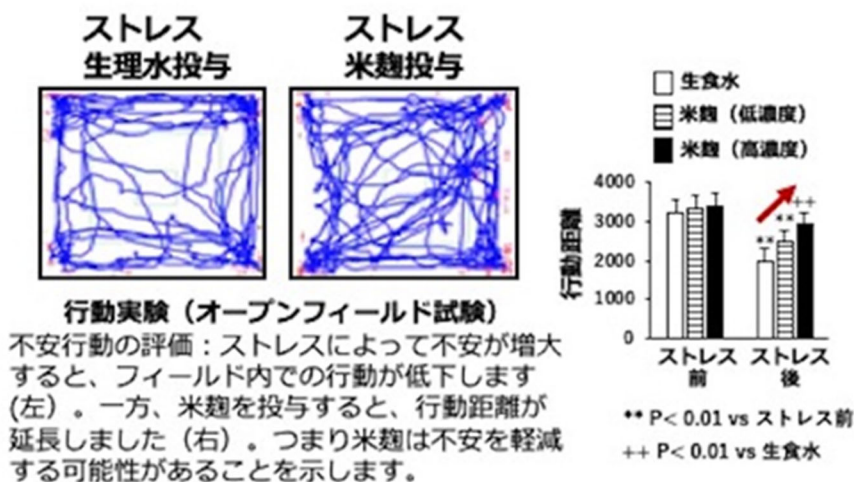 ストレス
生理水投与
ストレス
米麹投与
行動実験（オープンフィールド試験）
不安行動の評価：ストレスによって不安が増大
すると、フィールド内での行動が低下します
(左）。一方、米麹を投与すると、行動距離が
延長しました（右）。つまり米麹は不安を軽減
する可能性があることを示します。
生食水
米麹（低濃度）
米麹（高濃度）
行動距離
4000
3000
2000
1000
0
**
**
++
ストレス
前
ストレス
後
** P< 0.01 vs ストレス前
++ P< 0.01 vs 生食水